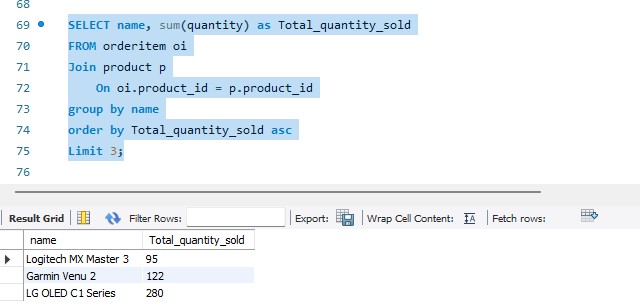 68
69 SELECT name, sum(quantity) as Total_quantity_sold
70 FROM orderitem oi
71 Join product p
72 On oi.product_id = p.product_id
73 group by name
74 order by Total_quantity_sold asc
75 Limit 3;
76
Result Grid Filter Rows: Export: Wrap Cell Content: IA Fetch rows:
name Total_quantity_sold
Logitech MX Master 3 95
Garmin Venu 2 122
LG OLED C1 Series 280